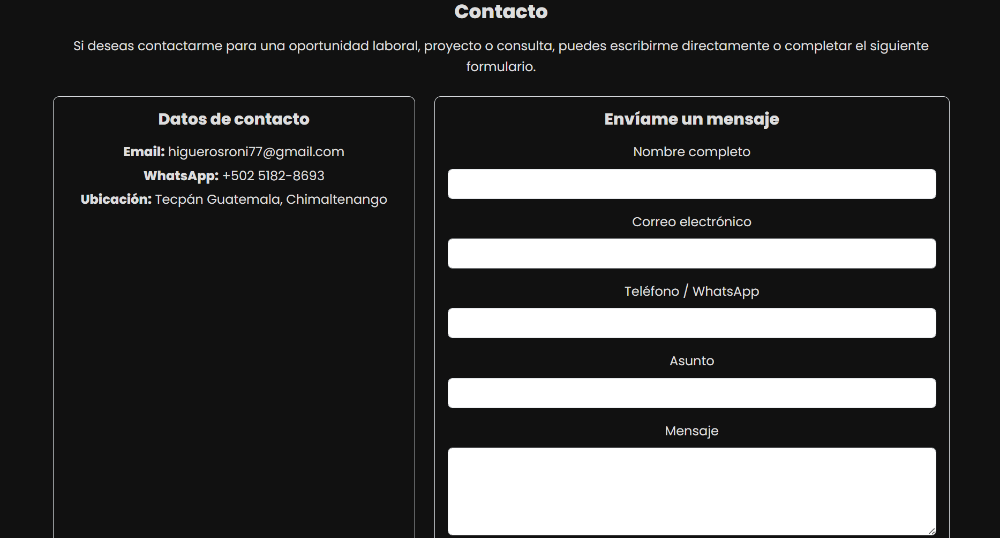 Contacto
Si deseas contactarme para una oportunidad laboral, proyecto o consulta, puedes escribirme directamente o completar el siguiente
formulario.
Datos de contacto
Email: higuerosroni77@gmail.com
WhatsApp: +502 5182-8693
Ubicación: Tecpán Guatemala, Chimaltenango
Envíame un mensaje
Nombre completo
Correo electrónico
Teléfono / WhatsApp
Asunto
Mensaje